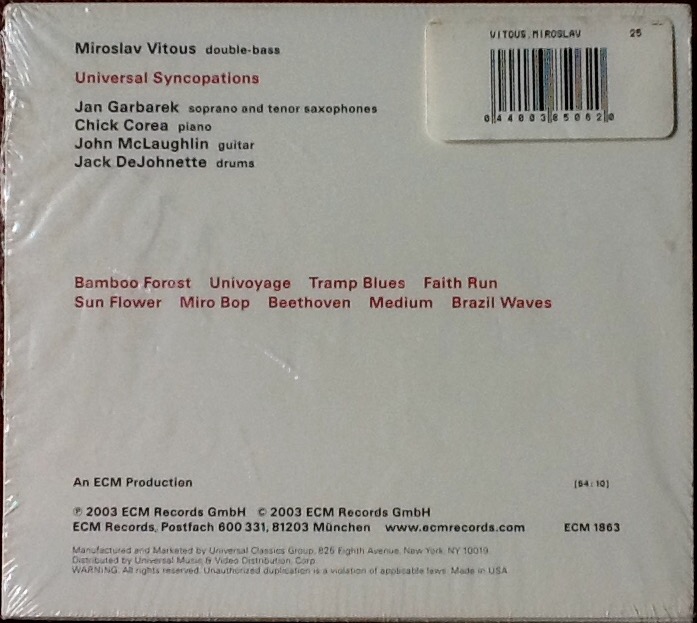 VITOUS,MIROSLAV 25
0 44003 85062 0
Miroslav Vitous double-bass
Universal Syncopations
Jan Garbarek soprano and tenor saxophones
Chick Corea piano
John McLaughlin guitar
Jack DeJohnette drums
Bamboo Forest Univoyage Tramp Blues Faith Run
Sun Flower Miro Bop Beethoven Medium Brazil Waves
An ECM Production [54:10]
℗ 2003 ECM Records GmbH © 2003 ECM Records GmbH
ECM Records, Postfach 600 331, 81203 München www.ecmrecords.com ECM 1863
Manufactured and Marketed by Universal Classics Group, 825 Eighth Avenue, New York, NY 10019
Distributed by Universal Music & Video Distribution, Corp.
WARNING: All rights reserved. Unauthorized duplication is a violation of applicable laws. Made in USA